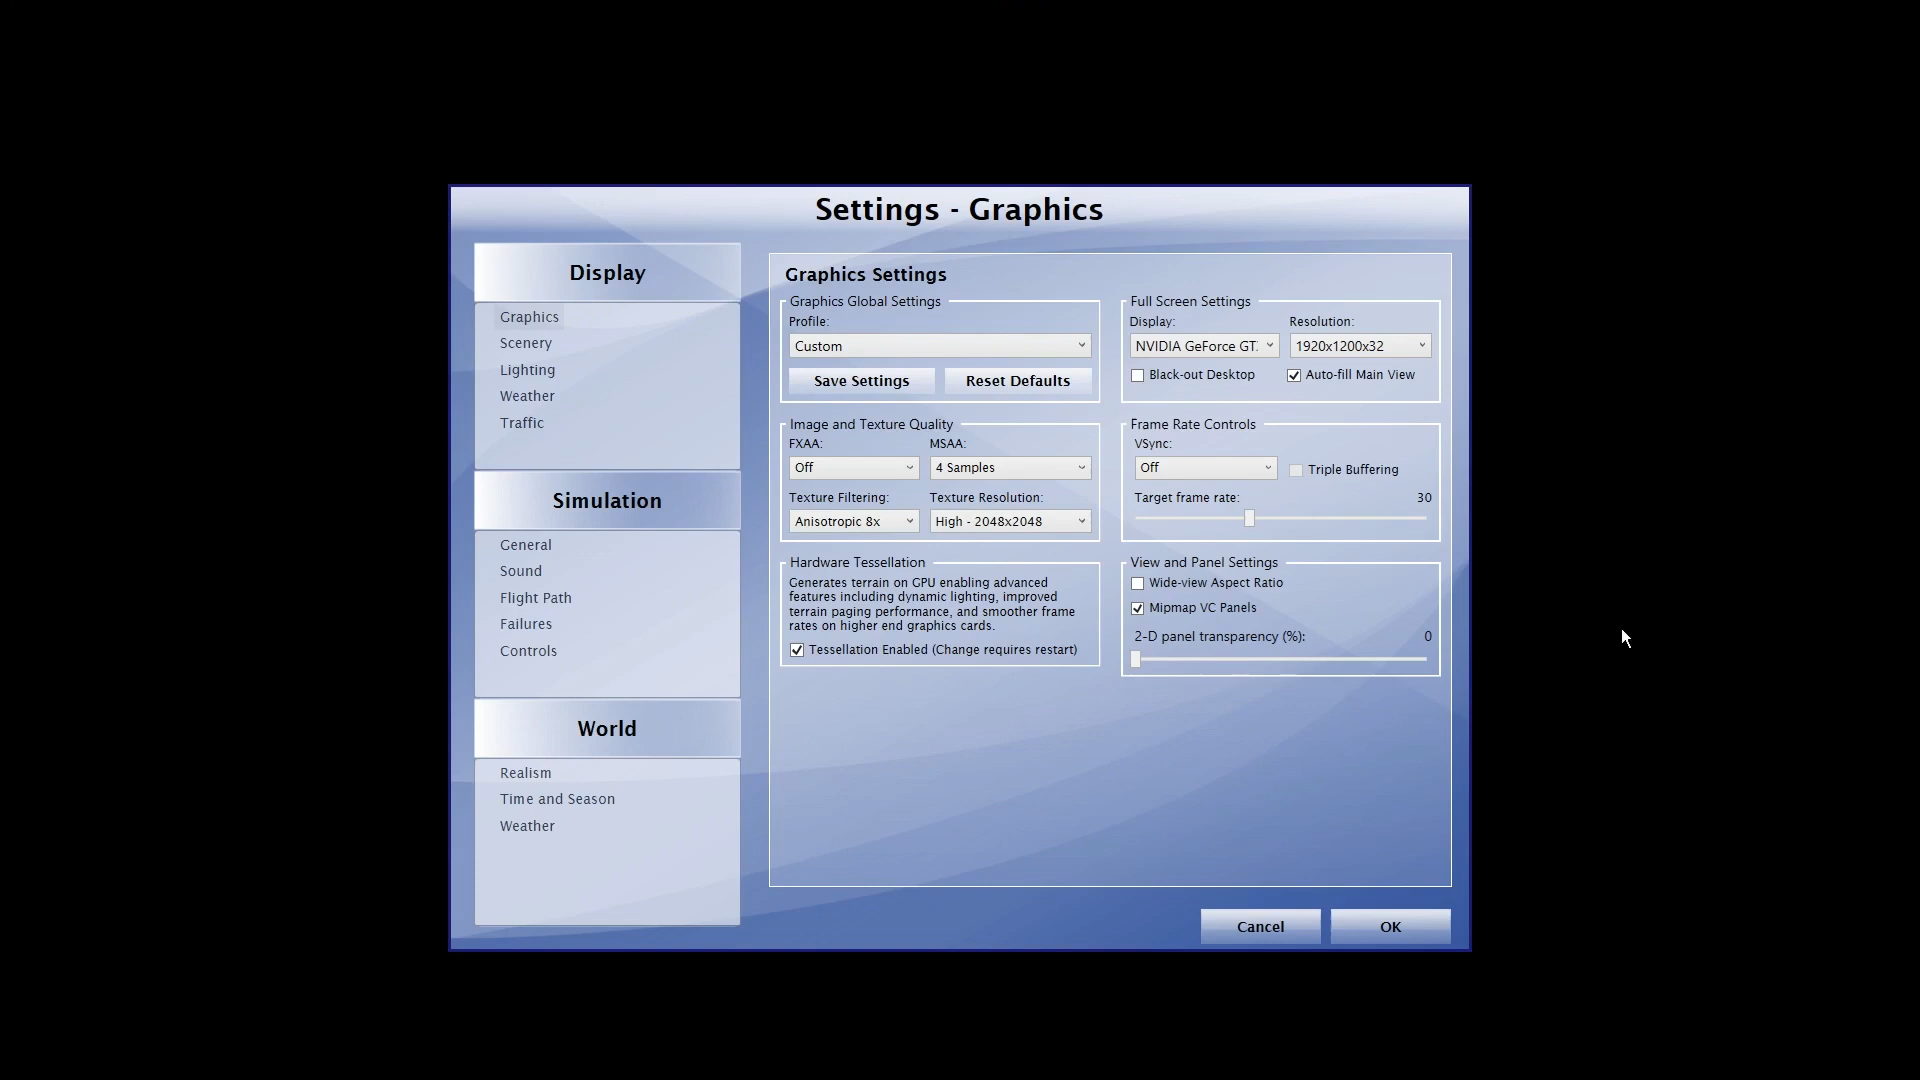 Settings - Graphics
Display
Graphics
Scenery
Lighting
Weather
Traffic
Simulation
General
Sound
Flight Path
Failures
Controls
World
Realism
Time and Season
Weather
Graphics Settings
Graphics Global Settings
Profile:
Custom
Save Settings Reset Defaults
Image and Texture Quality
FXAA: MSAA:
Off 4 Samples
Texture Filtering: Texture Resolution:
Anisotropic 8x High - 2048x2048
Hardware Tessellation
Generates terrain on GPU enabling advanced
features including dynamic lighting, improved
terrain paging performance, and smoother frame
rates on higher end graphics cards.
Tessellation Enabled (Change requires restart)
Full Screen Settings
Display: Resolution:
NVIDIA GeForce GT. 1920x1200x32
Black-out Desktop Auto-fill Main View
Frame Rate Controls
VSync:
Off Triple Buffering
Target frame rate: 30
View and Panel Settings
Wide-view Aspect Ratio
Mipmap VC Panels
2-D panel transparency (%): 0
Cancel OK